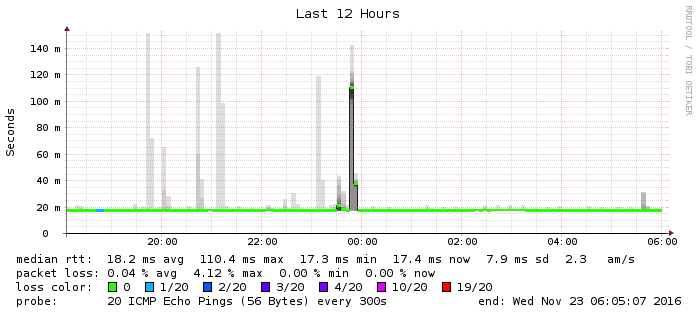 Last 12 Hours
RRDTOOL / TOBI OETIKER
Seconds
140 m
120 m
100 m
80 m
60 m
40 m
20 m
0
20:00 22:00 00:00 02:00 04:00 06:00
median rtt: 18.2 ms avg 110.4 ms max 17.3 ms min 17.4 ms now 7.9 ms sd 2.3 am/s
packet loss: 0.04 % avg 4.12 % max 0.00 % min 0.00 % now
loss color: 0 1/20 2/20 3/20 4/20 10/20 19/20
probe: 20 ICMP Echo Pings (56 Bytes) every 300s end: Wed Nov 23 06:05:07 2016